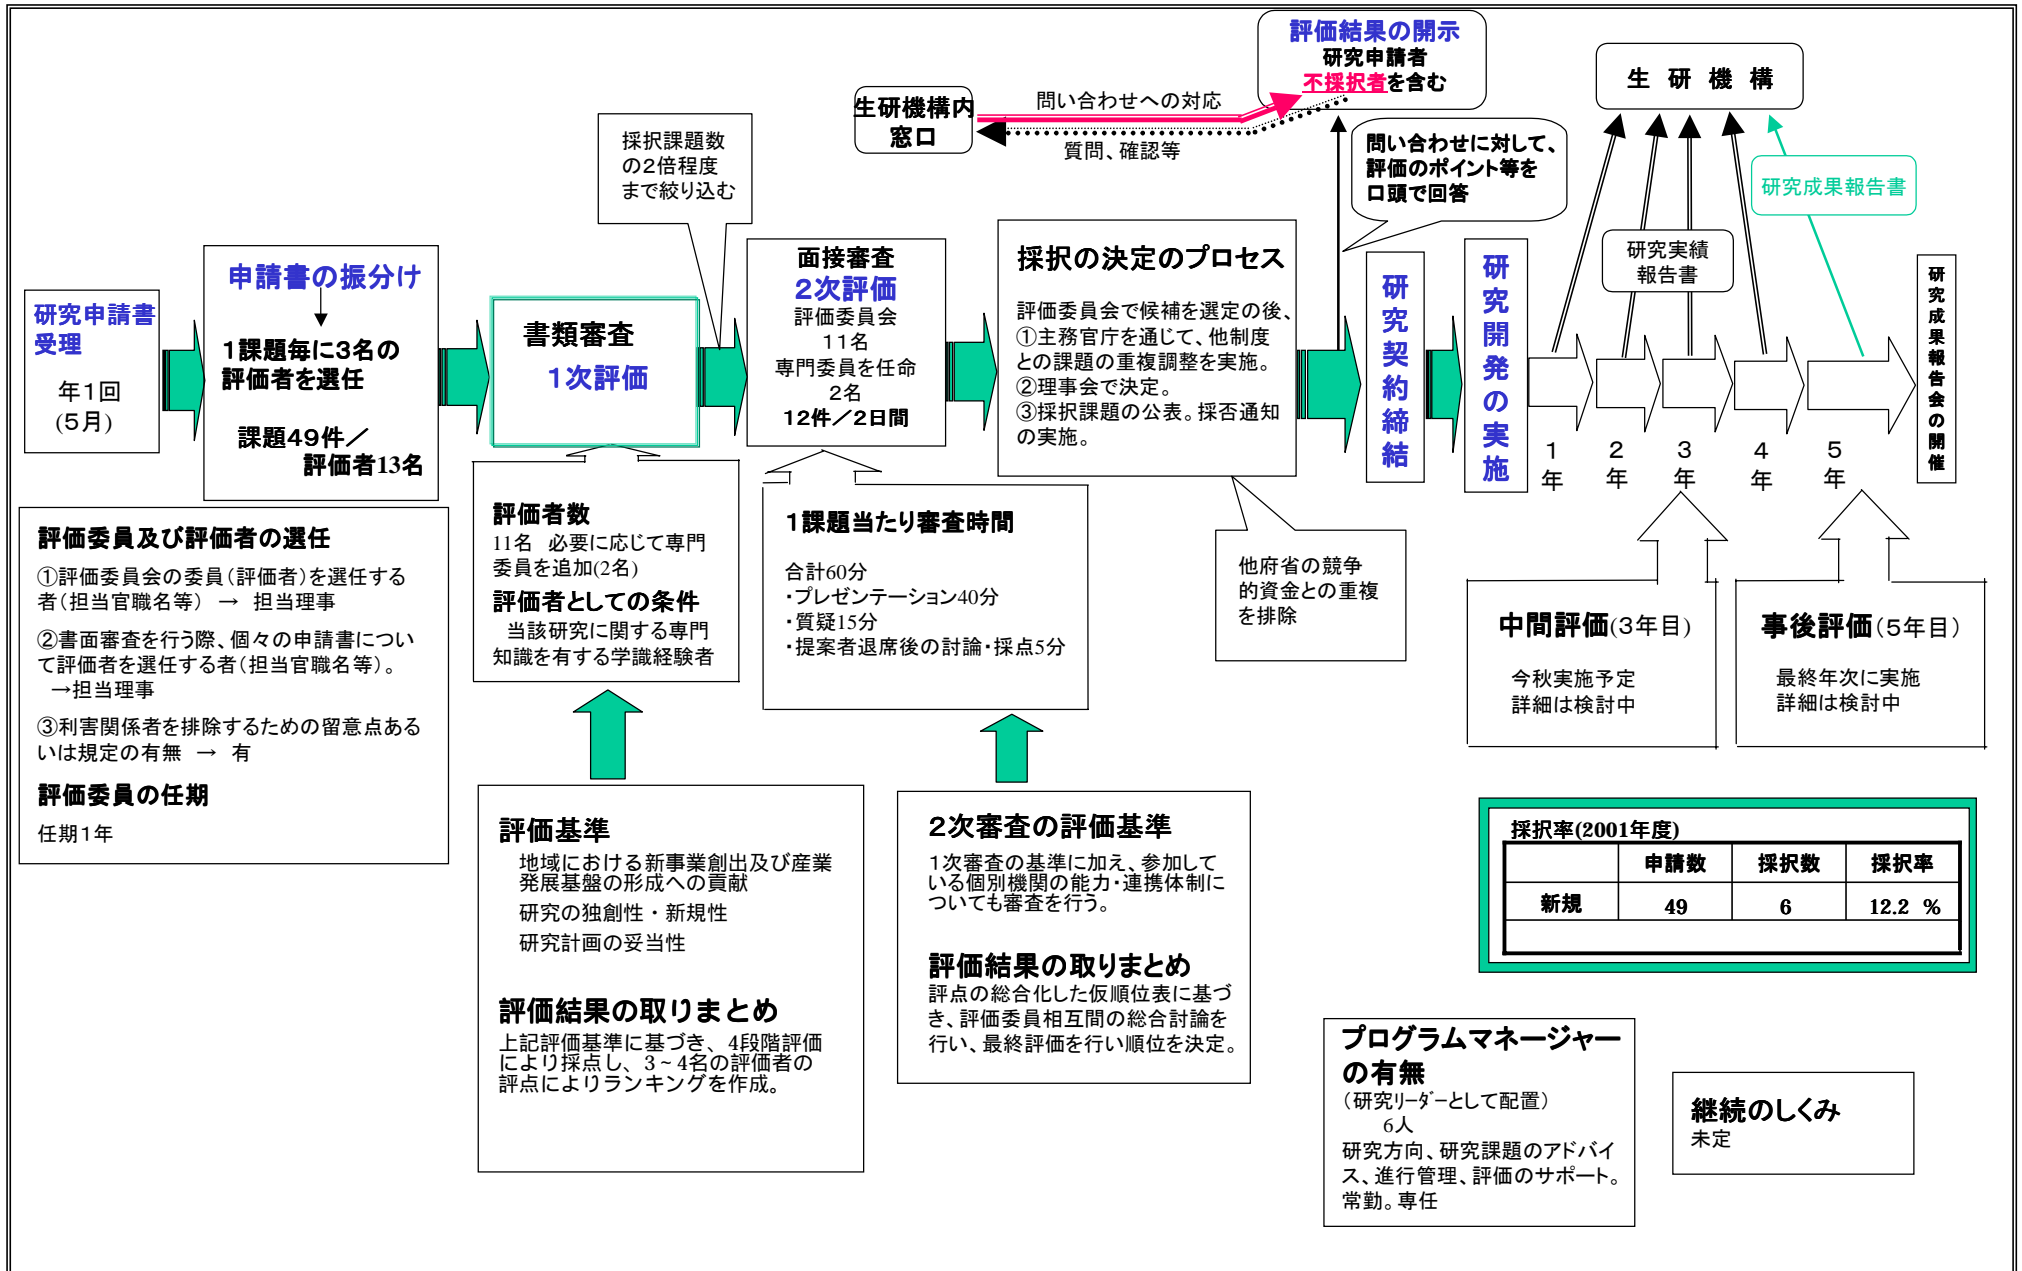 評価結果の開示
研究申請者
不採択者を含む
生研機構内
窓口
問い合わせへの対応
質問、確認等
生 研 機 構
採択課題数
の2倍程度
まで絞り込む
問い合わせに対して、
評価のポイント等を
口頭で回答
研究成果報告書
研究実績
報告書
研究申請書
受理
年1回
(5月)
申請書の振分け
1課題毎に3名の
評価者を選任
課題49件／
評価者13名
書類審査
1次評価
面接審査
2次評価
評価委員会
11名
専門委員を任命
2名
12件／2日間
採択の決定のプロセス
評価委員会で候補を選定の後、
①主務官庁を通じて、他制度
との課題の重複調整を実施。
②理事会で決定。
③採択課題の公表。採否通知
の実施。
研究契約締結
研究開発の実施
1年
2年
3年
4年
5年
研究成果報告会の開催
評価委員及び評価者の選任
①評価委員会の委員（評価者）を選任する
者（担当官職名等） → 担当理事
②書面審査を行う際、個々の申請書につい
て評価者を選任する者（担当官職名等）。
→担当理事
③利害関係者を排除するための留意点ある
いは規定の有無 → 有
評価委員の任期
任期1年
評価者数
11名 必要に応じて専門
委員を追加(2名)
評価者としての条件
当該研究に関する専門
知識を有する学識経験者
1課題当たり審査時間
合計60分
・プレゼンテーション40分
・質疑15分
・提案者退席後の討論・採点5分
他府省の競争
的資金との重複
を排除
中間評価(3年目)
今秋実施予定
詳細は検討中
事後評価(5年目)
最終年次に実施
詳細は検討中
評価基準
地域における新事業創出及び産業
発展基盤の形成への貢献
研究の独創性・新規性
研究計画の妥当性
評価結果の取りまとめ
上記評価基準に基づき、4段階評価
により採点し、3~4名の評価者の
評点によりランキングを作成。
2次審査の評価基準
1次審査の基準に加え、参加して
いる個別機関の能力・連携体制に
ついても審査を行う。
評価結果の取りまとめ
評点の総合化した仮順位表に基づ
き、評価委員相互間の総合討論を
行い、最終評価を行い順位を決定。
採択率(2001年度)
申請数 採択数 採択率
新規 49 6 12.2 %
プログラムマネージャー
の有無
（研究リーダーとして配置）
6人
研究方向、研究課題のアドバイ
ス、進行管理、評価のサポート。
常勤。専任
継続のしくみ
未定